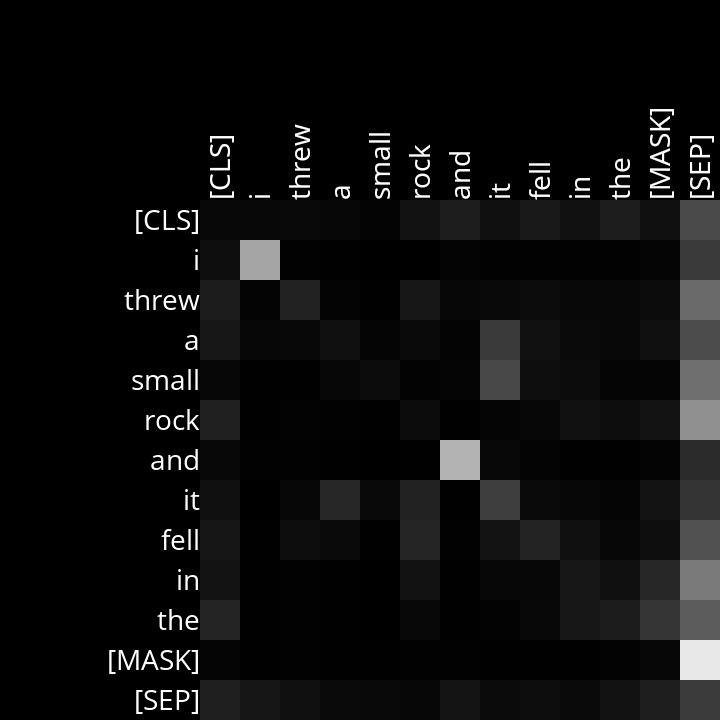 [CLS] i threw a small rock and it fell in the [MASK] [SEP]
[CLS]
i
threw
a
small
rock
and
it
fell
in
the
[MASK]
[SEP]